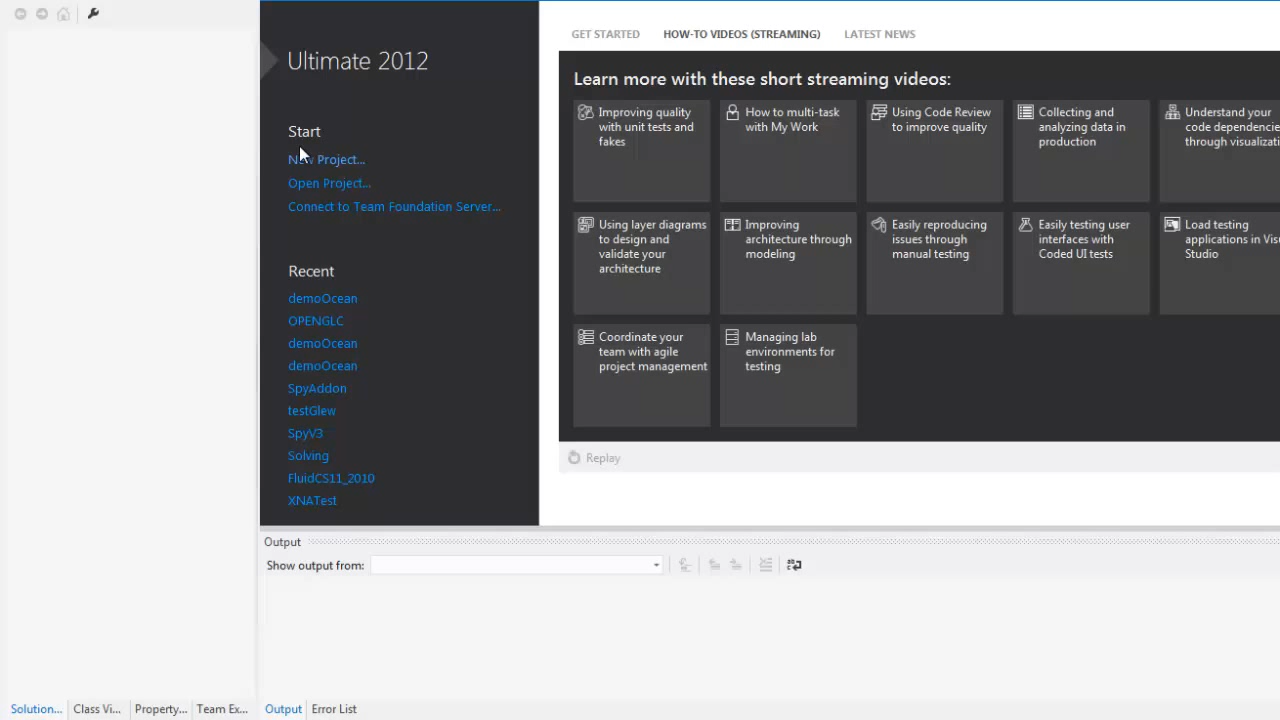 Ultimate 2012
Start
New Project...
Open Project...
Connect to Team Foundation Server...
Recent
demoOcean
OPENGLC
demoOcean
demoOcean
SpyAddon
testGlew
SpyV3
Solving
FluidCS11_2010
XNATest
GET STARTED
HOW-TO VIDEOS (STREAMING)
LATEST NEWS
Learn more with these short streaming videos:
Improving quality
with unit tests and
fakes
How to multi-task
with My Work
Using Code Review
to improve quality
Collecting and
analyzing data in
production
Understand your
code dependencie
through visualizati
Using layer diagrams
to design and
validate your
architecture
Improving
architecture through
modeling
Easily reproducing
issues through
manual testing
Easily testing user
interfaces with
Coded UI tests
Load testing
applications in Visu
Studio
Coordinate your
team with agile
project management
Managing lab
environments for
testing
Replay
Output
Show output from:
Solution...
Class Vi...
Property...
Team Ex...
Output
Error List